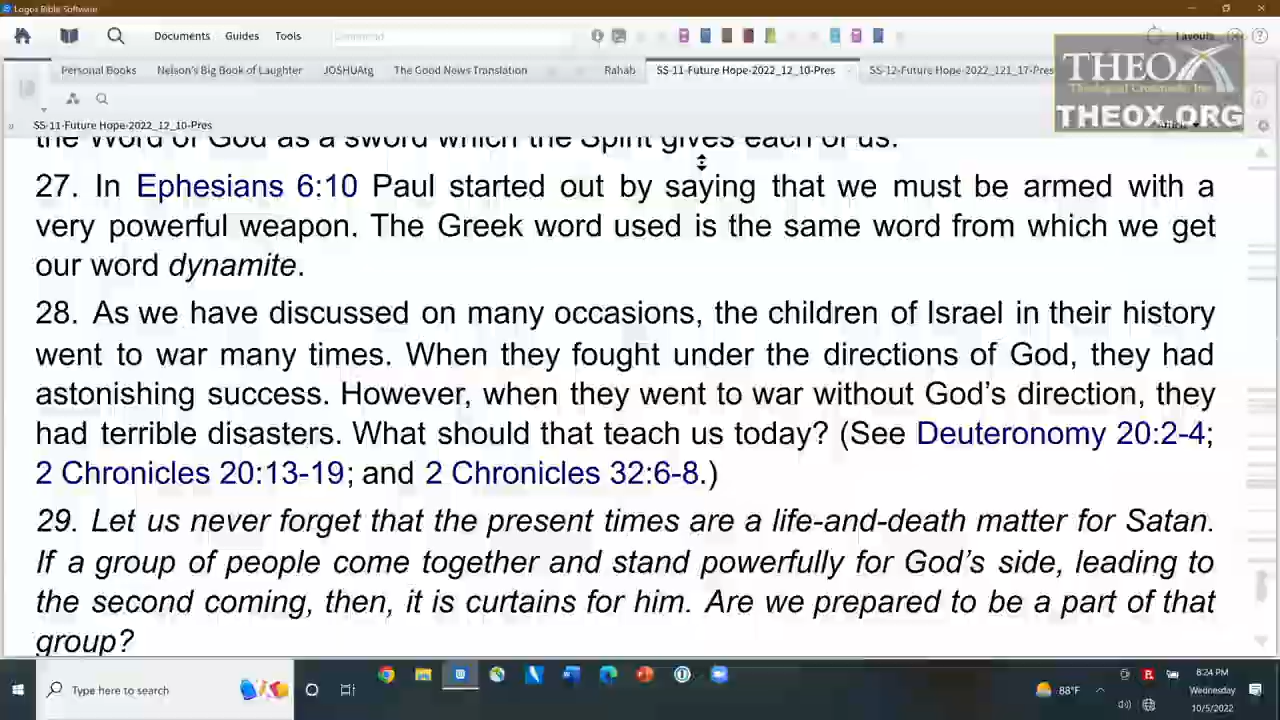 Logos Bible Software
Documents Guides Tools Command Layouts
Personal Books Nelson's Big Book of Laughter JOSHUAtg The Good News Translation Rahab SS-11-Future Hope-2022_12_10-Pres SS-12-Future Hope-2022_121_17-Pres
THEOX
Theological Crossroads, Inc.
THEOX.ORG
SS-11-Future Hope-2022_12_10-Pres
the Word of God as a sword which the Spirit gives each of us.
27. In Ephesians 6:10 Paul started out by saying that we must be armed with a
very powerful weapon. The Greek word used is the same word from which we get
our word dynamite.
28. As we have discussed on many occasions, the children of Israel in their history
went to war many times. When they fought under the directions of God, they had
astonishing success. However, when they went to war without God's direction, they
had terrible disasters. What should that teach us today? (See Deuteronomy 20:2-4;
2 Chronicles 20:13-19; and 2 Chronicles 32:6-8.)
29. Let us never forget that the present times are a life-and-death matter for Satan.
If a group of people come together and stand powerfully for God's side, leading to
the second coming, then, it is curtains for him. Are we prepared to be a part of that
group?
Type here to search
88°F
8:24 PM
Wednesday
10/5/2022